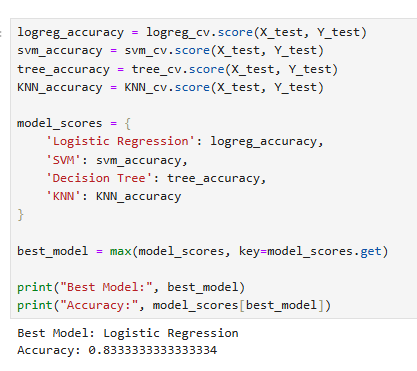 logreg_accuracy = logreg_cv.score(X_test, Y_test)
svm_accuracy = svm_cv.score(X_test, Y_test)
tree_accuracy = tree_cv.score(X_test, Y_test)
KNN_accuracy = KNN_cv.score(X_test, Y_test)

model_scores = {
    'Logistic Regression': logreg_accuracy,
    'SVM': svm_accuracy,
    'Decision Tree': tree_accuracy,
    'KNN': KNN_accuracy
}

best_model = max(model_scores, key=model_scores.get)

print("Best Model:", best_model)
print("Accuracy:", model_scores[best_model])
Best Model: Logistic Regression
Accuracy: 0.8333333333333334